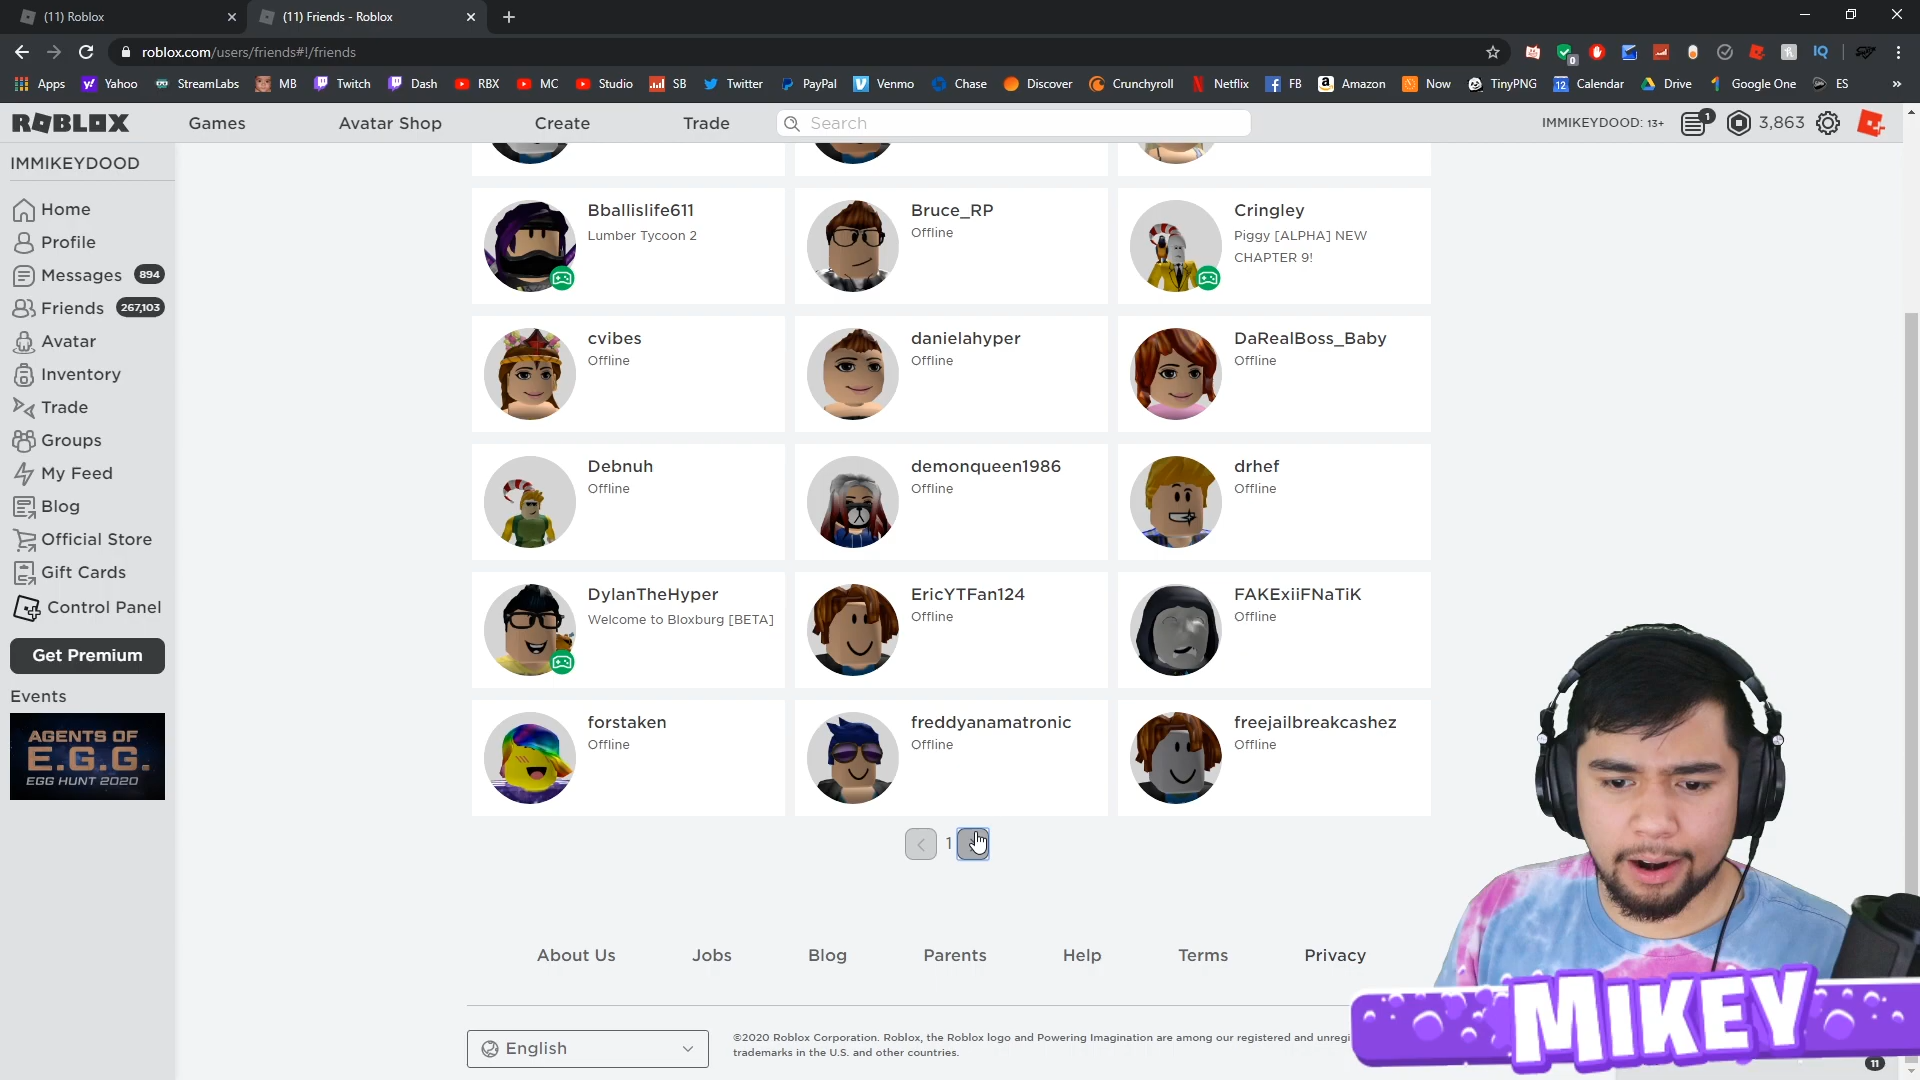 (11) Roblox
(11) Friends - Roblox
roblox.com/users/friends#!/friends
Apps Yahoo StreamLabs MB Twitch Dash RBX MC Studio SB Twitter PayPal Venmo Chase Discover Crunchyroll Netflix FB Amazon Now TinyPNG Calendar Drive Google One ES
ROBLOX Games Avatar Shop Create Trade Search IMMIKEYDOOD: 13+ 1 3,863
IMMIKEYDOOD
Home
Profile
Messages 894
Friends 267,103
Avatar
Inventory
Trade
Groups
My Feed
Blog
Official Store
Gift Cards
Control Panel
Get Premium
Events
AGENTS OF
E.G.G.
EGG HUNT 2020
Bballislife611
Lumber Tycoon 2
Bruce_RP
Offline
Cringley
Piggy [ALPHA] NEW
CHAPTER 9!
cvibes
Offline
danielahyper
Offline
DaRealBoss_Baby
Offline
Debnuh
Offline
demonqueen1986
Offline
drhef
Offline
DylanTheHyper
Welcome to Bloxburg [BETA]
EricYTFan124
Offline
FAKExiiFNaTiK
Offline
forstaken
Offline
freddyanamatronic
Offline
freejailbreakcashez
Offline
1
About Us Jobs Blog Parents Help Terms Privacy
English
©2020 Roblox Corporation. Roblox, the Roblox logo and Powering Imagination are among our registered and unregi
trademarks in the U.S. and other countries.
MIKEY
11